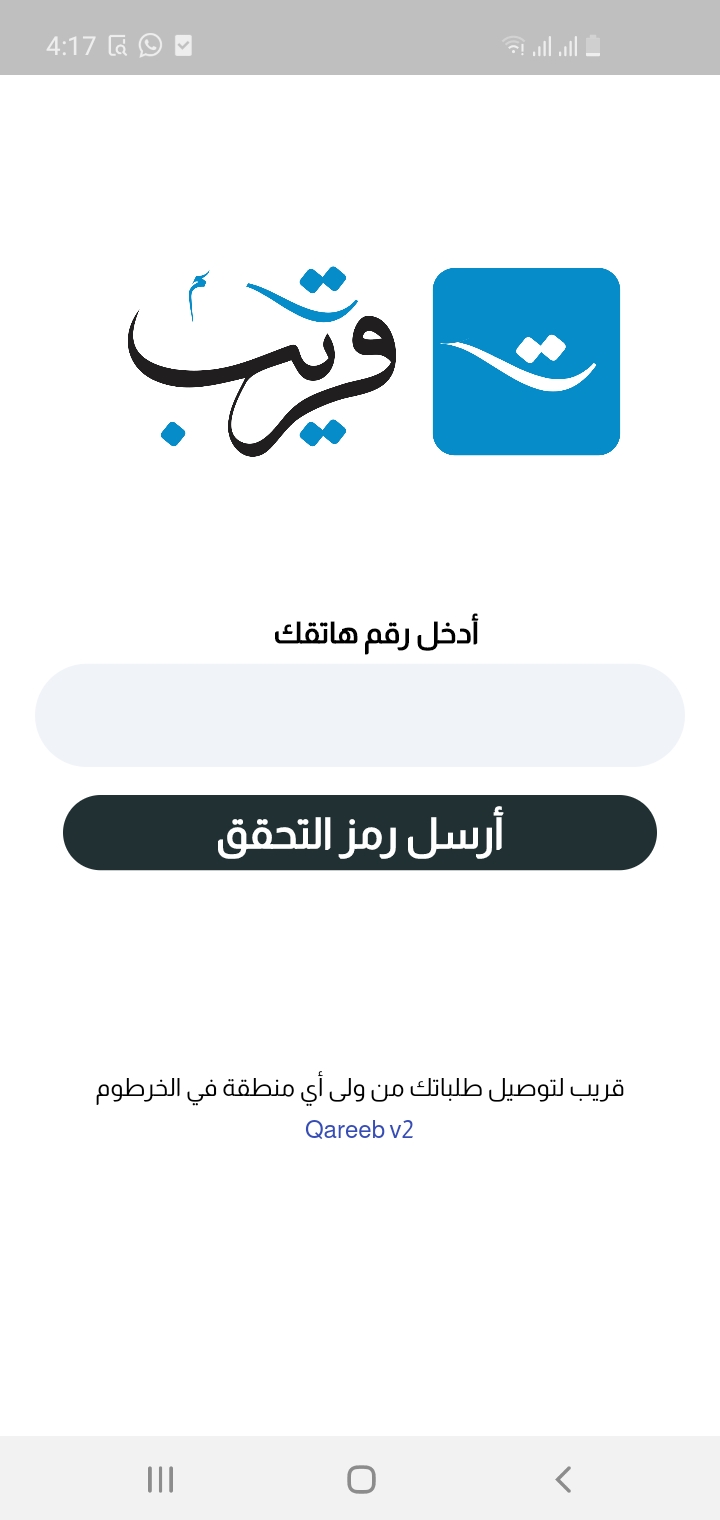 4:17
قريب
أدخل رقم هاتقك
أرسل رمز التحقق
قريب لتوصيل طلباتك من ولى أي منطقة في الخرطوم
Qareeb v2